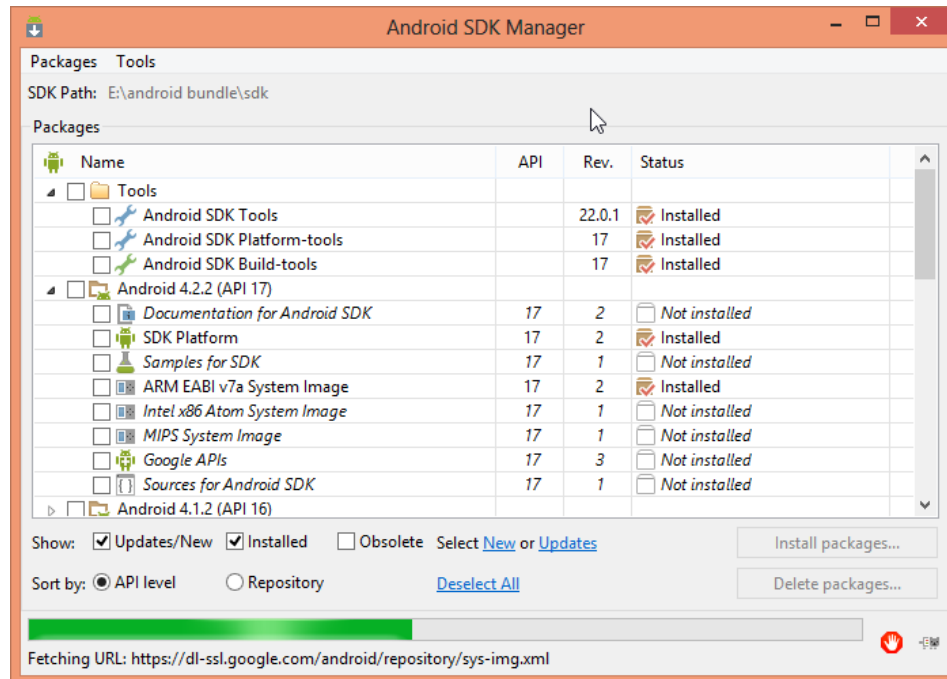 Android SDK Manager
Packages Tools
SDK Path: E:\android bundle\sdk
Packages
Name API Rev. Status
Tools
Android SDK Tools 22.0.1 Installed
Android SDK Platform-tools 17 Installed
Android SDK Build-tools 17 Installed
Android 4.2.2 (API 17)
Documentation for Android SDK 17 2 Not installed
SDK Platform 17 2 Installed
Samples for SDK 17 1 Not installed
ARM EABI v7a System Image 17 2 Installed
Intel x86 Atom System Image 17 1 Not installed
MIPS System Image 17 1 Not installed
Google APIs 17 3 Not installed
Sources for Android SDK 17 1 Not installed
Android 4.1.2 (API 16)
Show: Updates/New Installed Obsolete Select New or Updates Install packages...
Sort by: API level Repository Deselect All Delete packages...
Fetching URL: https://dl-ssl.google.com/android/repository/sys-img.xml